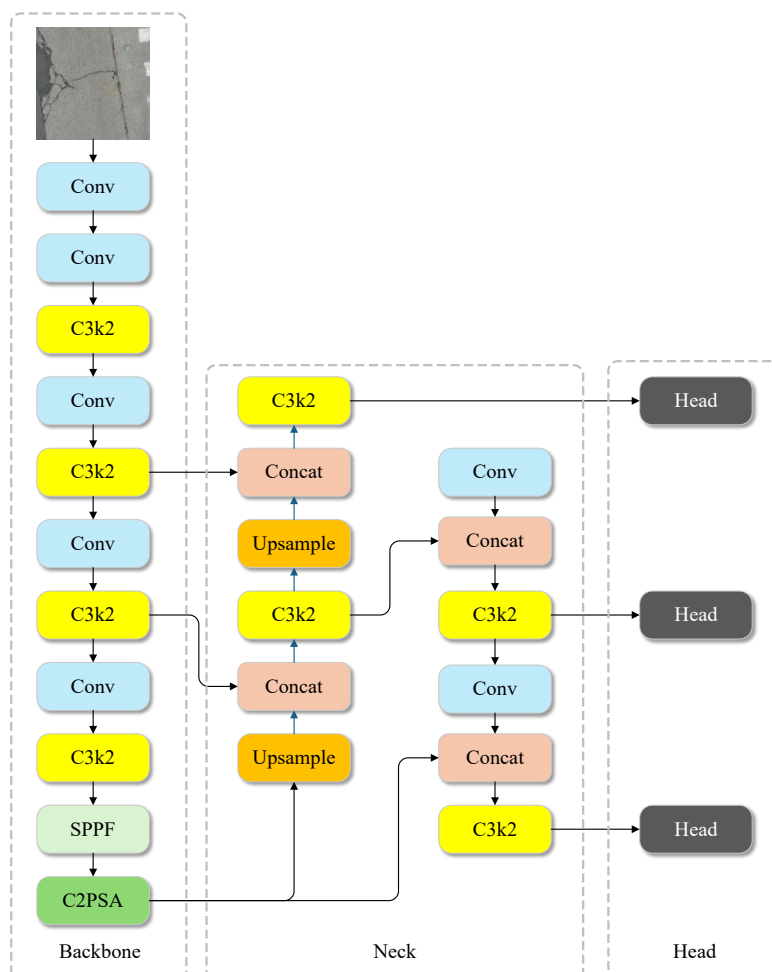 Conv
Conv
C3k2
Conv
C3k2
Conv
C3k2
Conv
C3k2
SPPF
C2PSA
Backbone
C3k2
Concat
Upsample
C3k2
Concat
Upsample
Conv
Concat
C3k2
Conv
Concat
C3k2
Neck
Head
Head
Head
Head